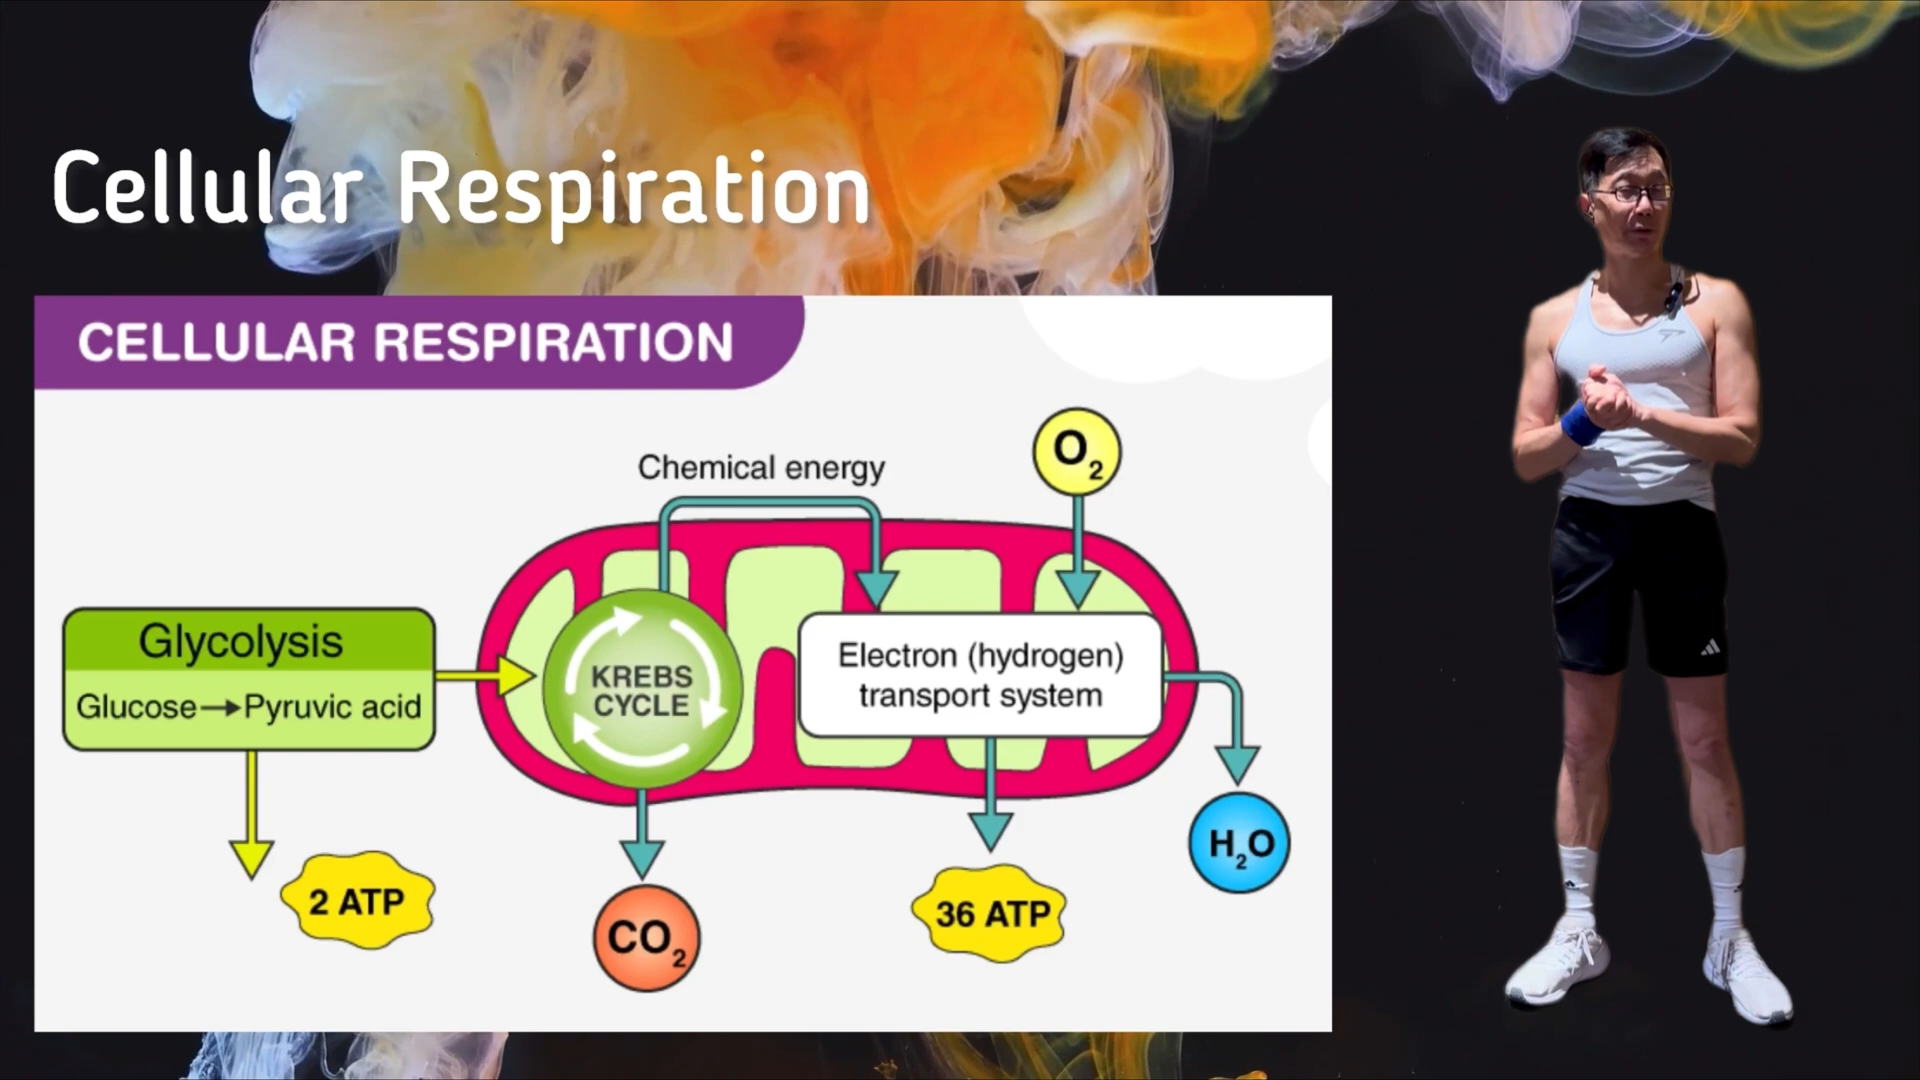 Cellular Respiration
CELLULAR RESPIRATION
Chemical energy
O₂
Glycolysis
Glucose→Pyruvic acid
KREBS
CYCLE
Electron (hydrogen)
transport system
2 ATP
CO₂
36 ATP
H₂O